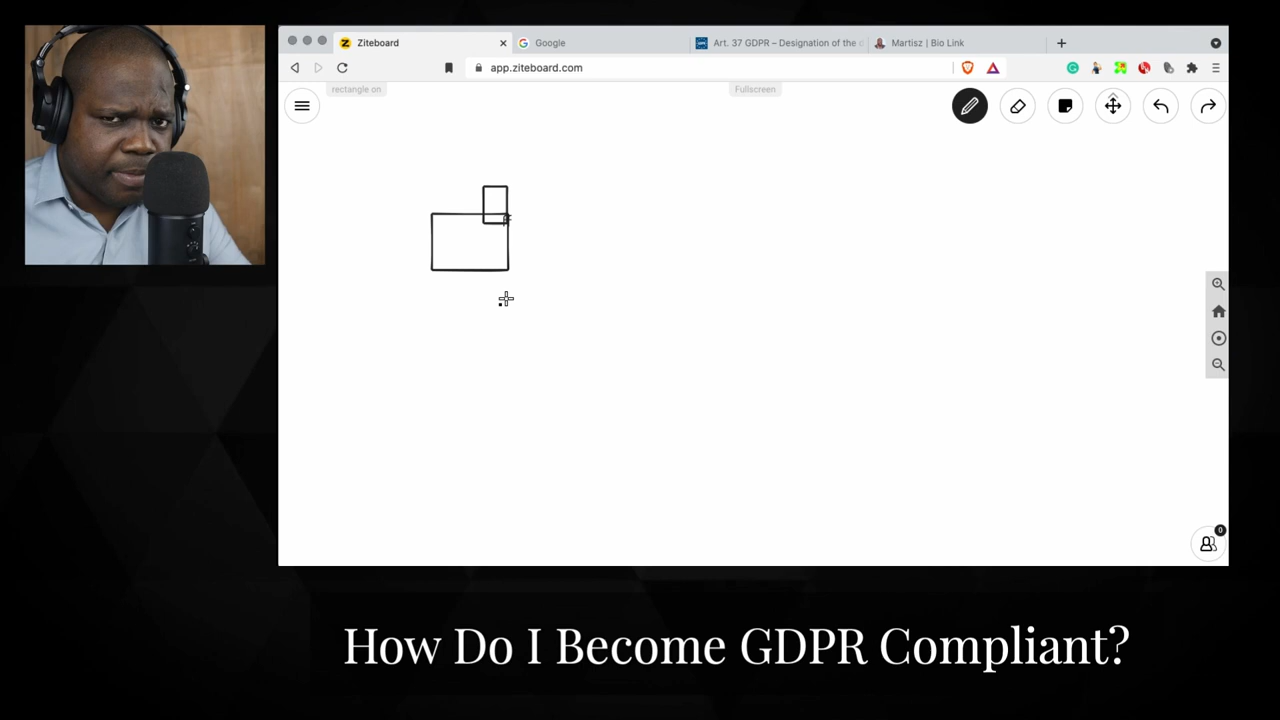 Ziteboard
Google
Art. 37 GDPR – Designation of the
Martisz | Bio Link
app.ziteboard.com
rectangle on
Fullscreen
0
How Do I Become GDPR Compliant?